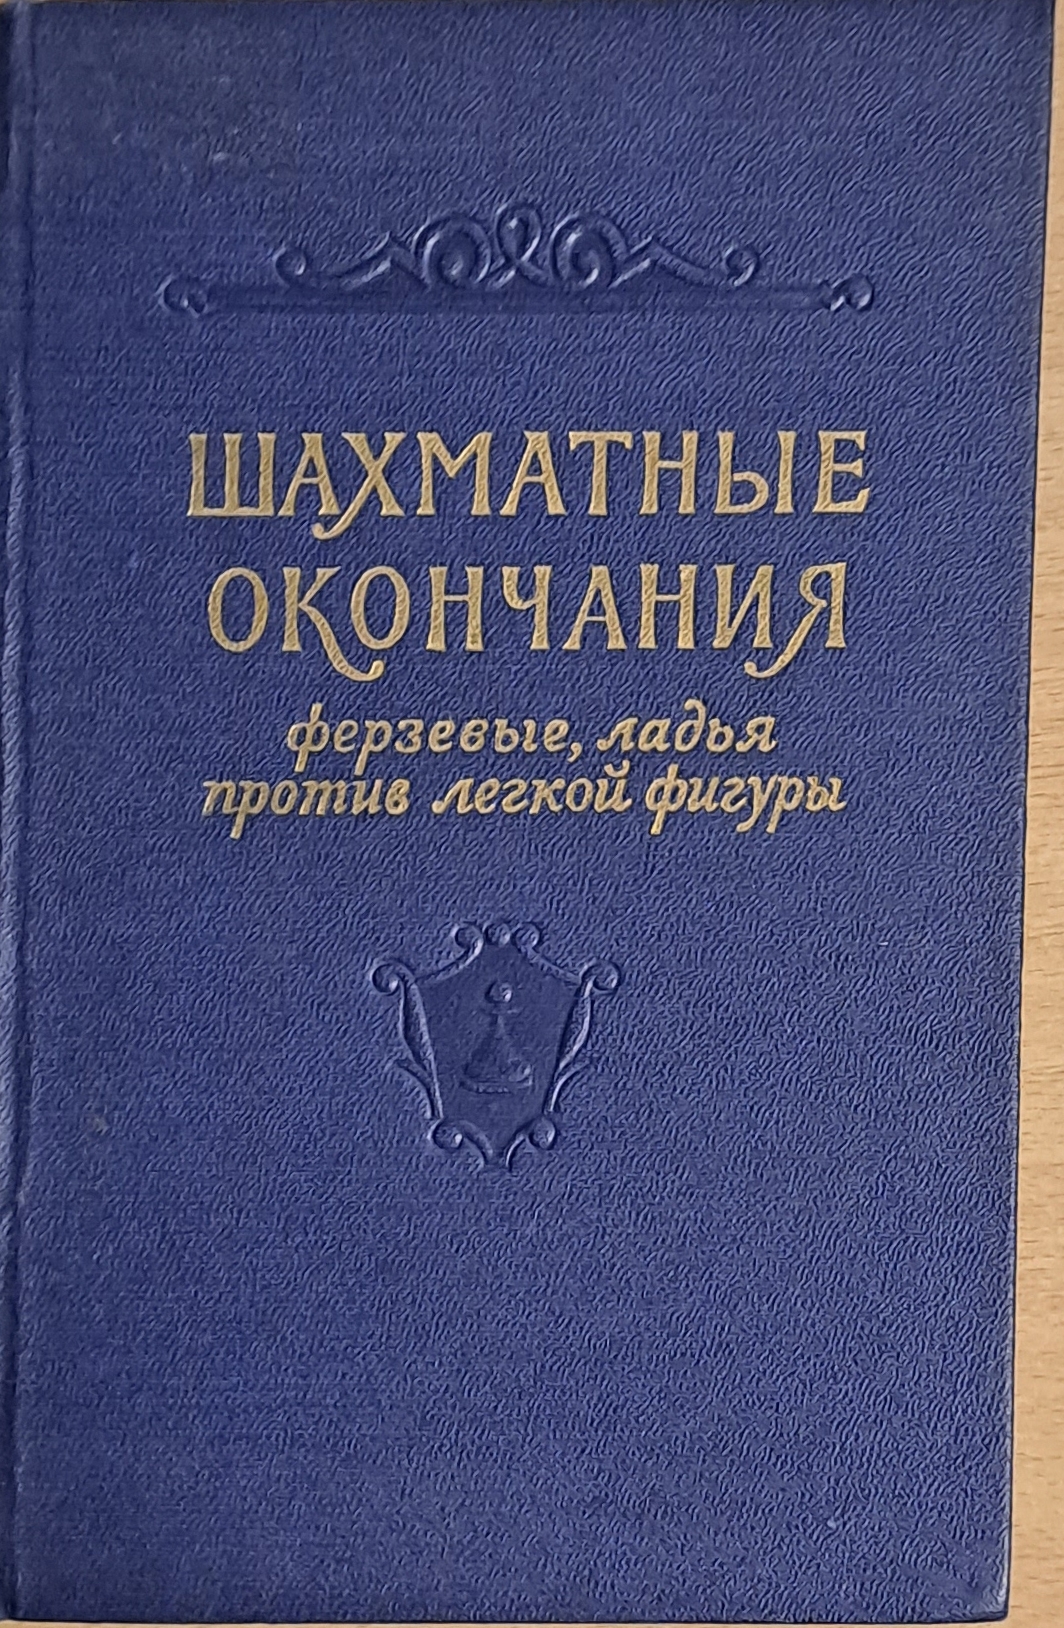 ШАХМАТНЫЕ
ОКОНЧАНИЯ
ферзевые, ладья
против легкой фигуры